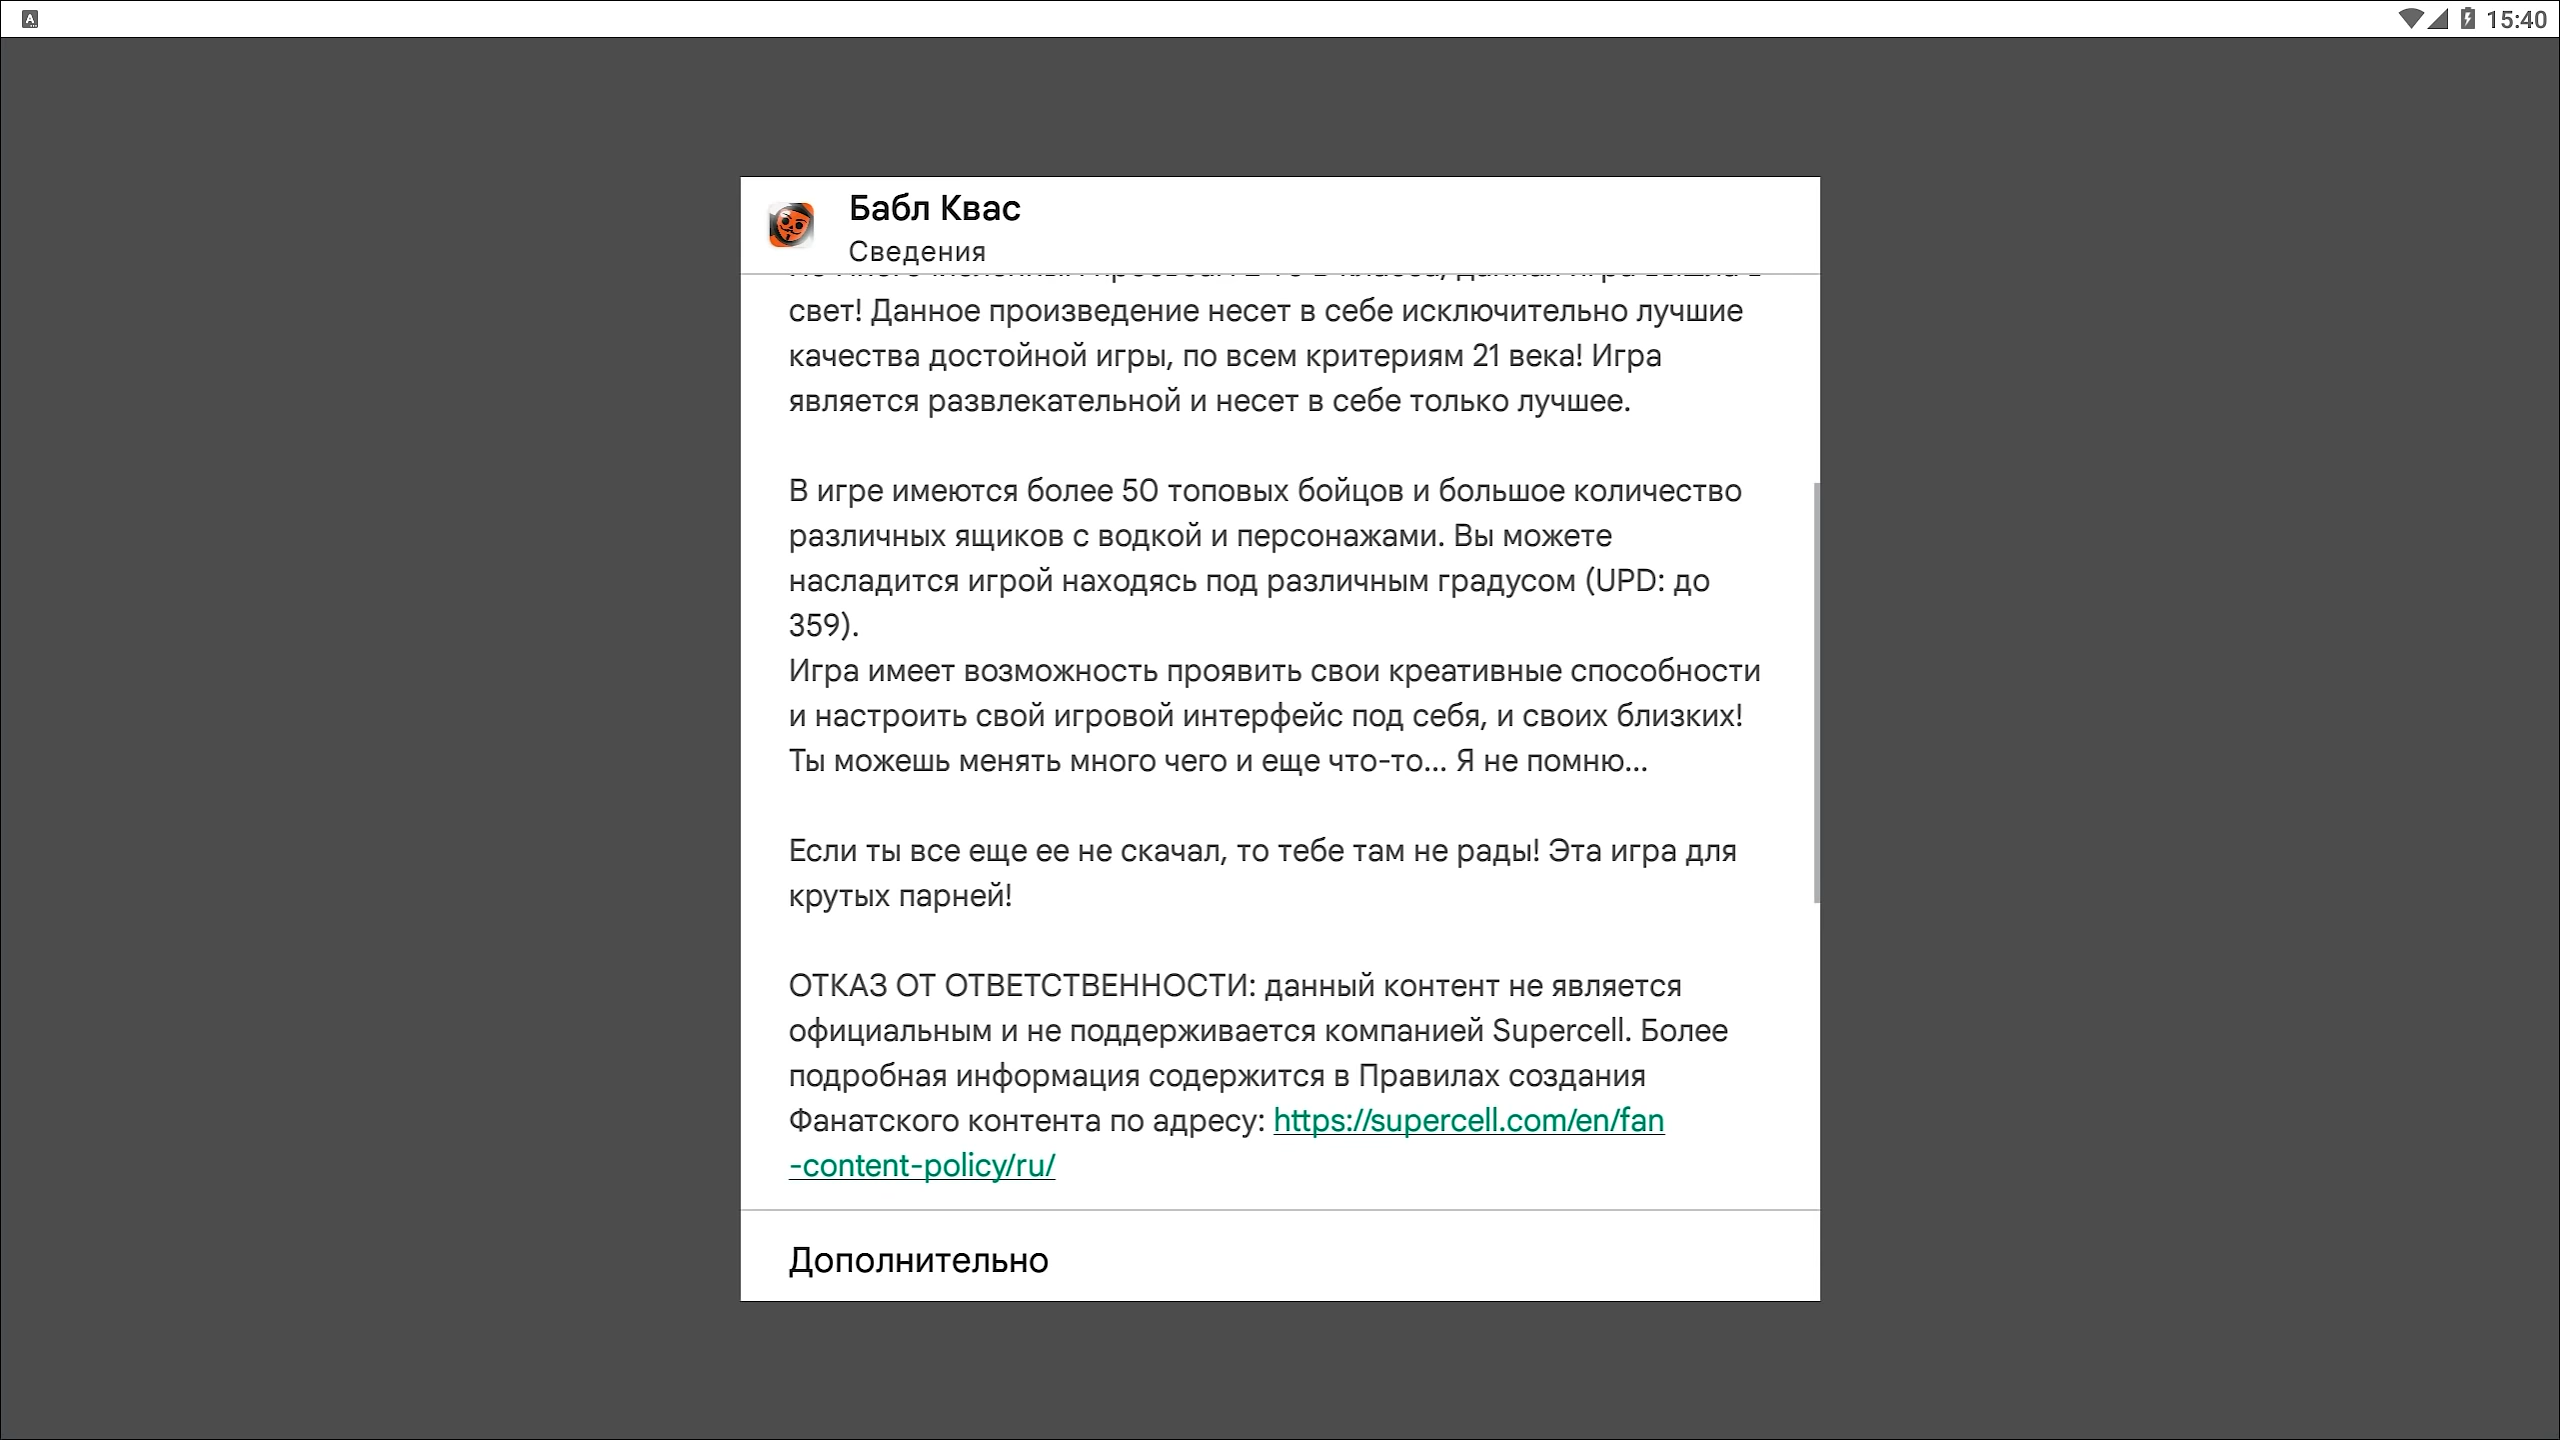 15:40
Бабл Квас
Сведения
свет! Данное произведение несет в себе исключительно лучшие
качества достойной игры, по всем критериям 21 века! Игра
является развлекательной и несет в себе только лучшее.
В игре имеются более 50 топовых бойцов и большое количество
различных ящиков с водкой и персонажами. Вы можете
насладится игрой находясь под различным градусом (UPD: до
359).
Игра имеет возможность проявить свои креативные способности
и настроить свой игровой интерфейс под себя, и своих близких!
Ты можешь менять много чего и еще что-то... Я не помню...
Если ты все еще ее не скачал, то тебе там не рады! Эта игра для
крутых парней!
ОТКАЗ ОТ ОТВЕТСТВЕННОСТИ: данный контент не является
официальным и не поддерживается компанией Supercell. Более
подробная информация содержится в Правилах создания
Фанатского контента по адресу: https://supercell.com/en/fan
-content-policy/ru/
Дополнительно